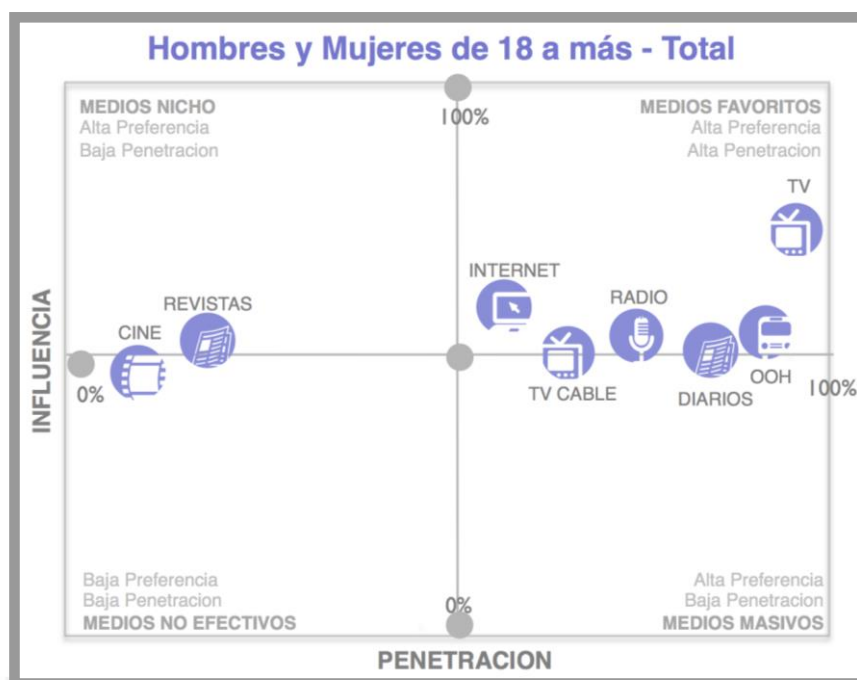 Hombres y Mujeres de 18 a más - Total
MEDIOS NICHO
Alta Preferencia
Baja Penetracion
100%
MEDIOS FAVORITOS
Alta Preferencia
Alta Penetracion
TV
INTERNET
RADIO
REVISTAS
CINE
INFLUENCIA
0%
TV CABLE
DIARIOS
OOH
100%
Baja Preferencia
Baja Penetracion
MEDIOS NO EFECTIVOS
0%
Alta Preferencia
Baja Penetracion
MEDIOS MASIVOS
PENETRACION